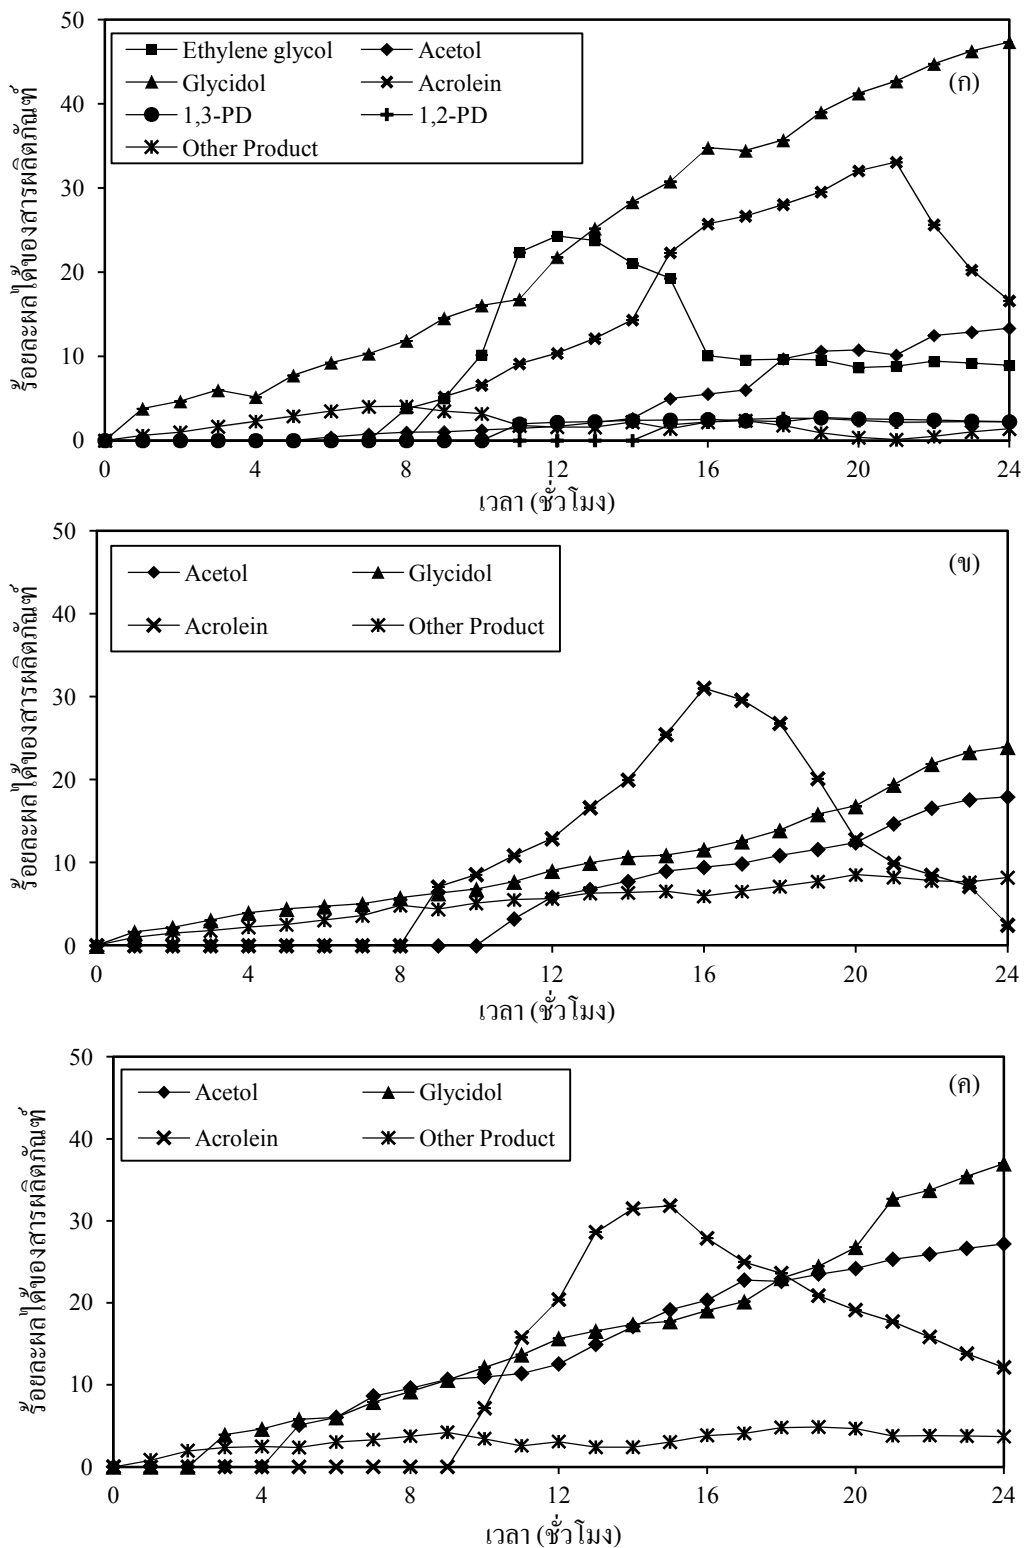 50
40
30
20
10
0
ร้อยละผลได้ของสารผลิตภัณฑ์
Ethylene glycol Acetol
Glycidol Acrolein
1,3-PD 1,2-PD
Other Product
(ก)
0 4 8 12 16 20 24
เวลา (ชั่วโมง)
50
40
30
20
10
0
ร้อยละผลได้ของสารผลิตภัณฑ์
Acetol Glycidol
Acrolein Other Product
(ข)
0 4 8 12 16 20 24
เวลา (ชั่วโมง)
50
40
30
20
10
0
ร้อยละผลได้ของสารผลิตภัณฑ์
Acetol Glycidol
Acrolein Other Product
(ค)
0 4 8 12 16 20 24
เวลา (ชั่วโมง)